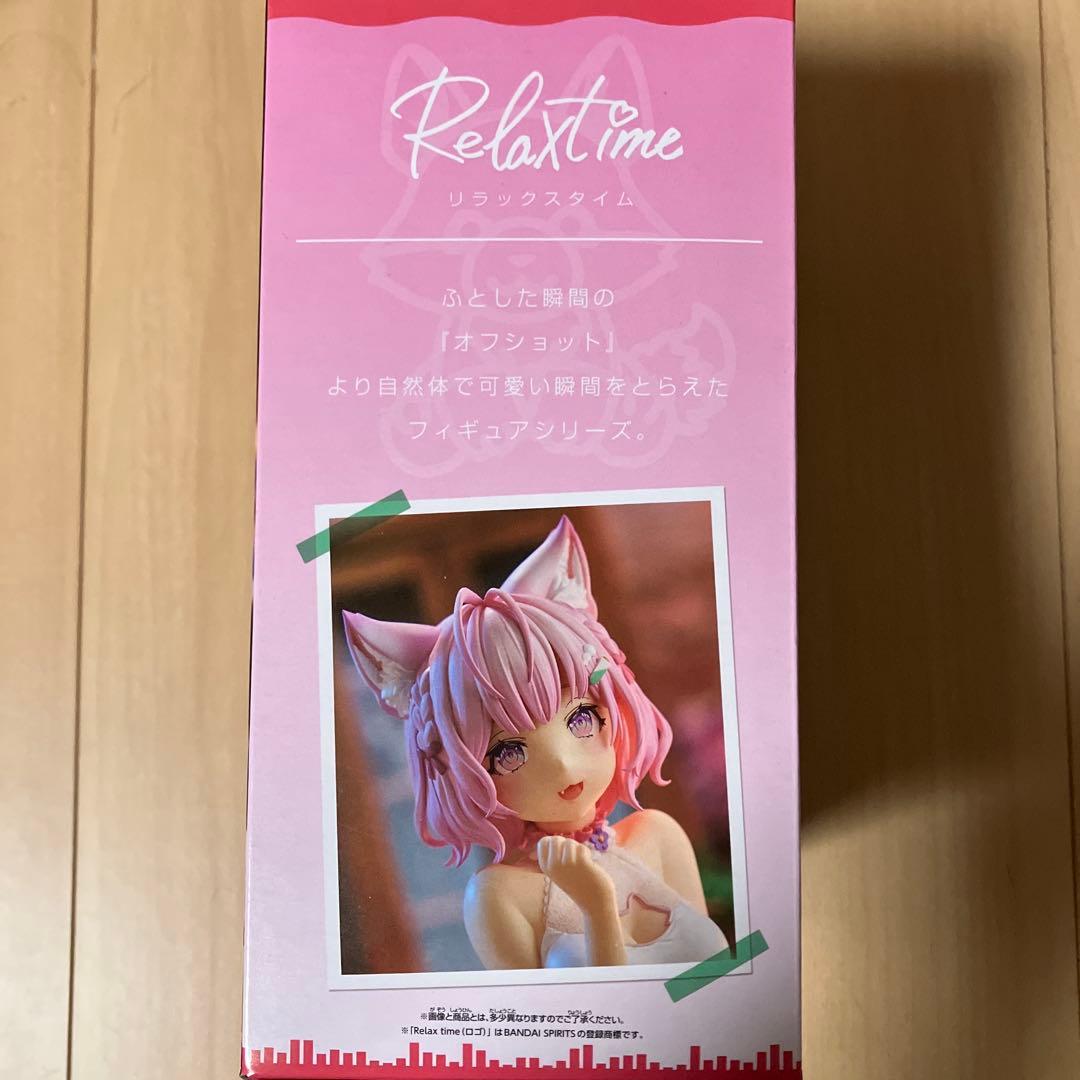 Relaxtime
リラックスタイム
ふとした瞬間の
『オフショット』
より自然体で可愛い瞬間をとらえた
フィギュアシリーズ。
※画像と商品とは、多少異なりますのでご了承ください。
※「Relax time（ロゴ）」はBANDAI SPIRITSの登録商標です。